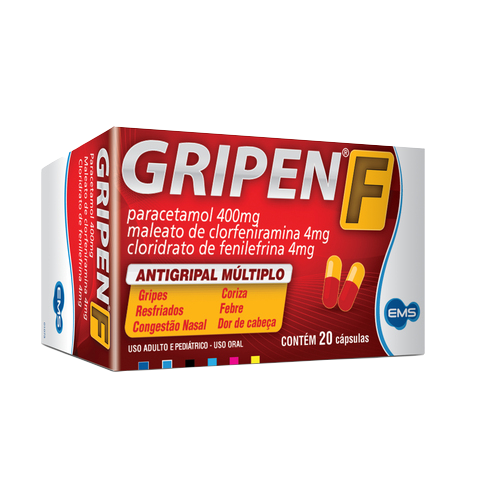 GRIPEN® F
paracetamol 400mg
maleato de clorfeniramina 4mg
cloridrato de fenilefrina 4mg
ANTIGRIPAL MÚLTIPLO
Gripes Coriza
Resfriados Febre
Congestão Nasal Dor de cabeça
USO ADULTO E PEDIÁTRICO - USO ORAL
CONTÉM 20 cápsulas
EMS
GRIPEN F
Paracetamol 400mg
Maleato de clorfeniramina 4mg
Cloridrato de fenilefrina 4mg
EMS